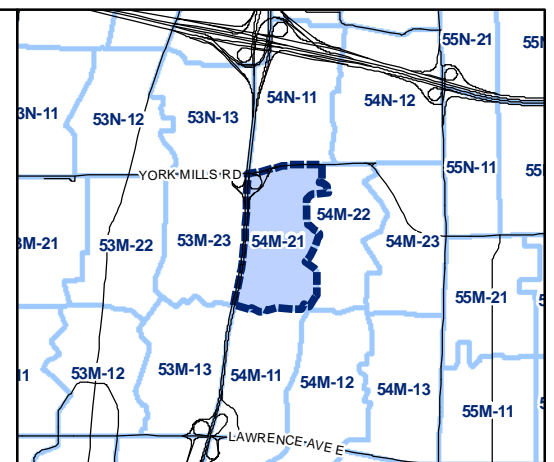 55N-21
55N
54N-11
54N-12
3N-11
53N-12
53N-13
55N-11
YORK MILLS RD
54M-22
3M-21
53M-22
53M-23
54M-21
54M-23
55M-21
53M-12
53M-13
54M-11
54M-12
54M-13
55M-11
LAWRENCE AVE E